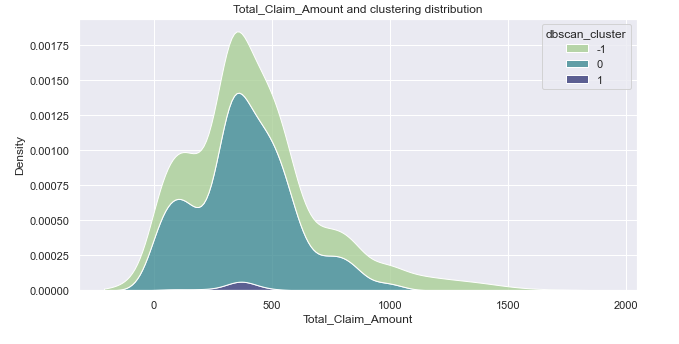 Total_Claim_Amount and clustering distribution
dbscan_cluster
-1
0
1
Density
0.00175
0.00150
0.00125
0.00100
0.00075
0.00050
0.00025
0.00000
0 500 1000 1500 2000
Total_Claim_Amount